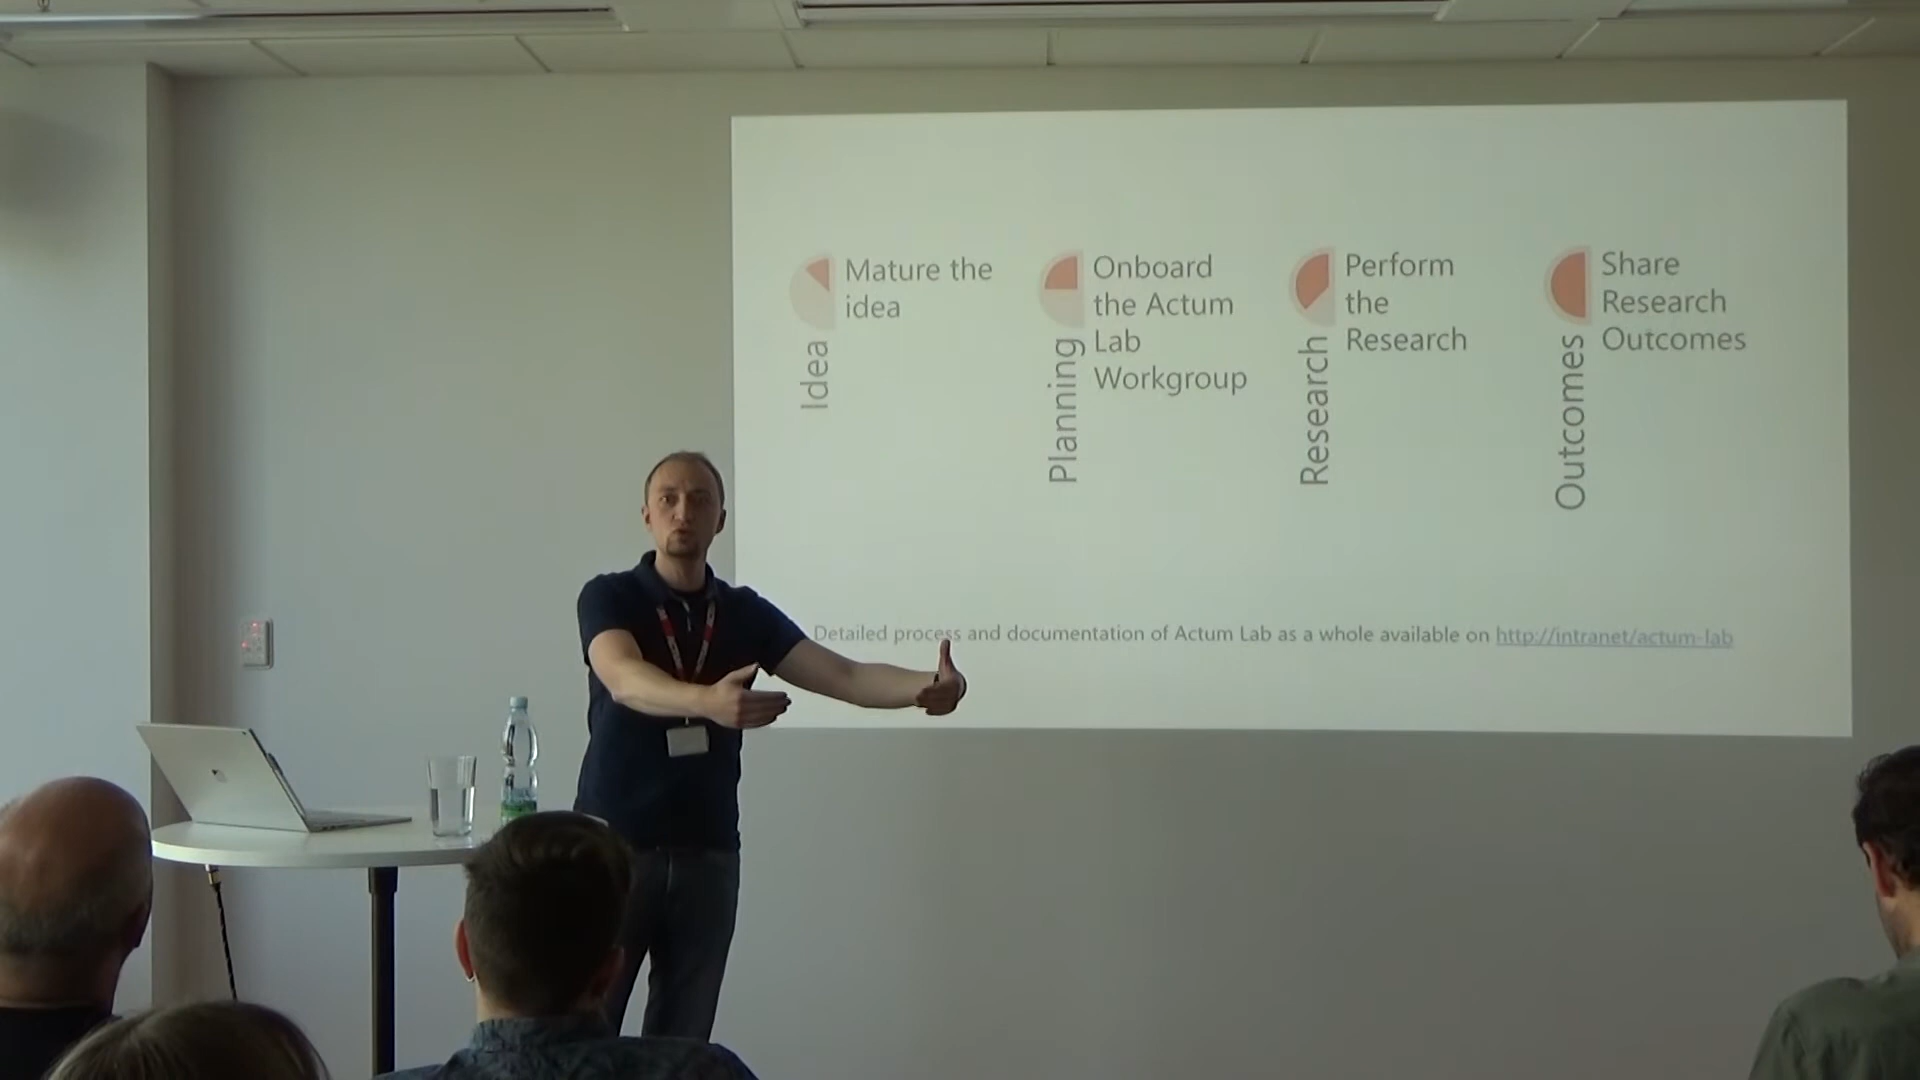 Mature the
idea
Idea
Onboard
the Actum
Lab
Workgroup
Planning
Perform
the
Research
Research
Share
Research
Outcomes
Outcomes
Detailed process and documentation of Actum Lab as a whole available on http://intranet/actum-lab